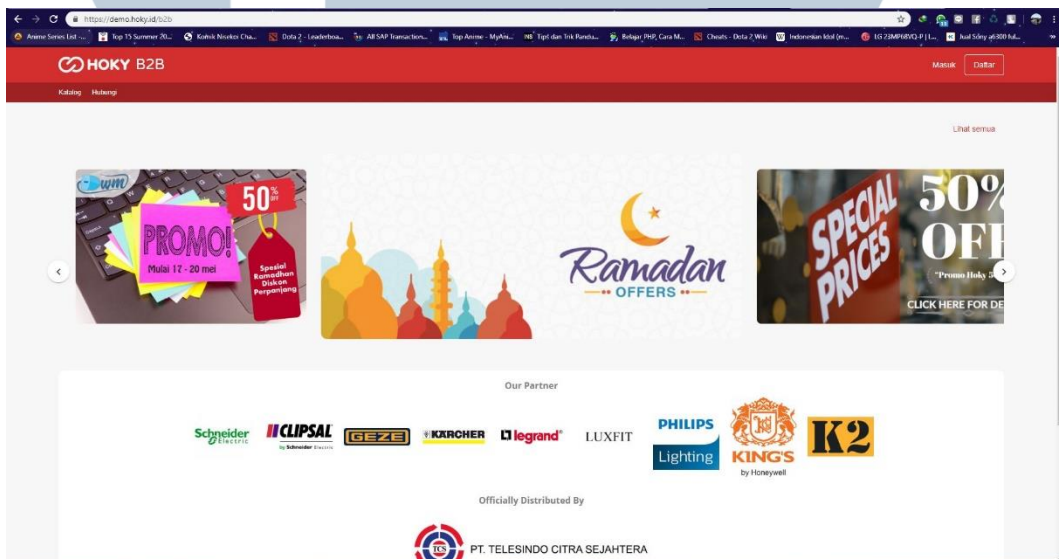 https://demo.hoky.id/b2b
Anime Series List -...
Top 15 Summer 20...
Komik Nisekoi Cha...
Dota 2 - Leaderboa...
All SAP Transaction...
Top Anime - MyAni...
Tips dan Trik Pandu...
Belajar PHP, Cara M...
Cheats - Dota 2 Wiki
Indonesian Idol (m...
LG 23MP68VQ-P | L...
Jual Sony a6300 ful...
HOKY B2B
Masuk
Daftar
Katalog
Hubungi
Lihat semua
wm
50%
OFF
PROMO!
Mulai 17 - 20 mei
Spesial
Ramadhan
Diskon
Perpanjang
Ramadan
OFFERS
SPECIAL
PRICES
50%
OFF
"Promo Hoky
CLICK HERE FOR DE
Our Partner
Schneider
Electric
CLIPSAL
by Schneider Electric
GEZE
KÄRCHER
legrand
LUXFIT
PHILIPS
Lighting
KING'S
by Honeywell
K2
Officially Distributed By
TCS
PT. TELESINDO CITRA SEJAHTERA